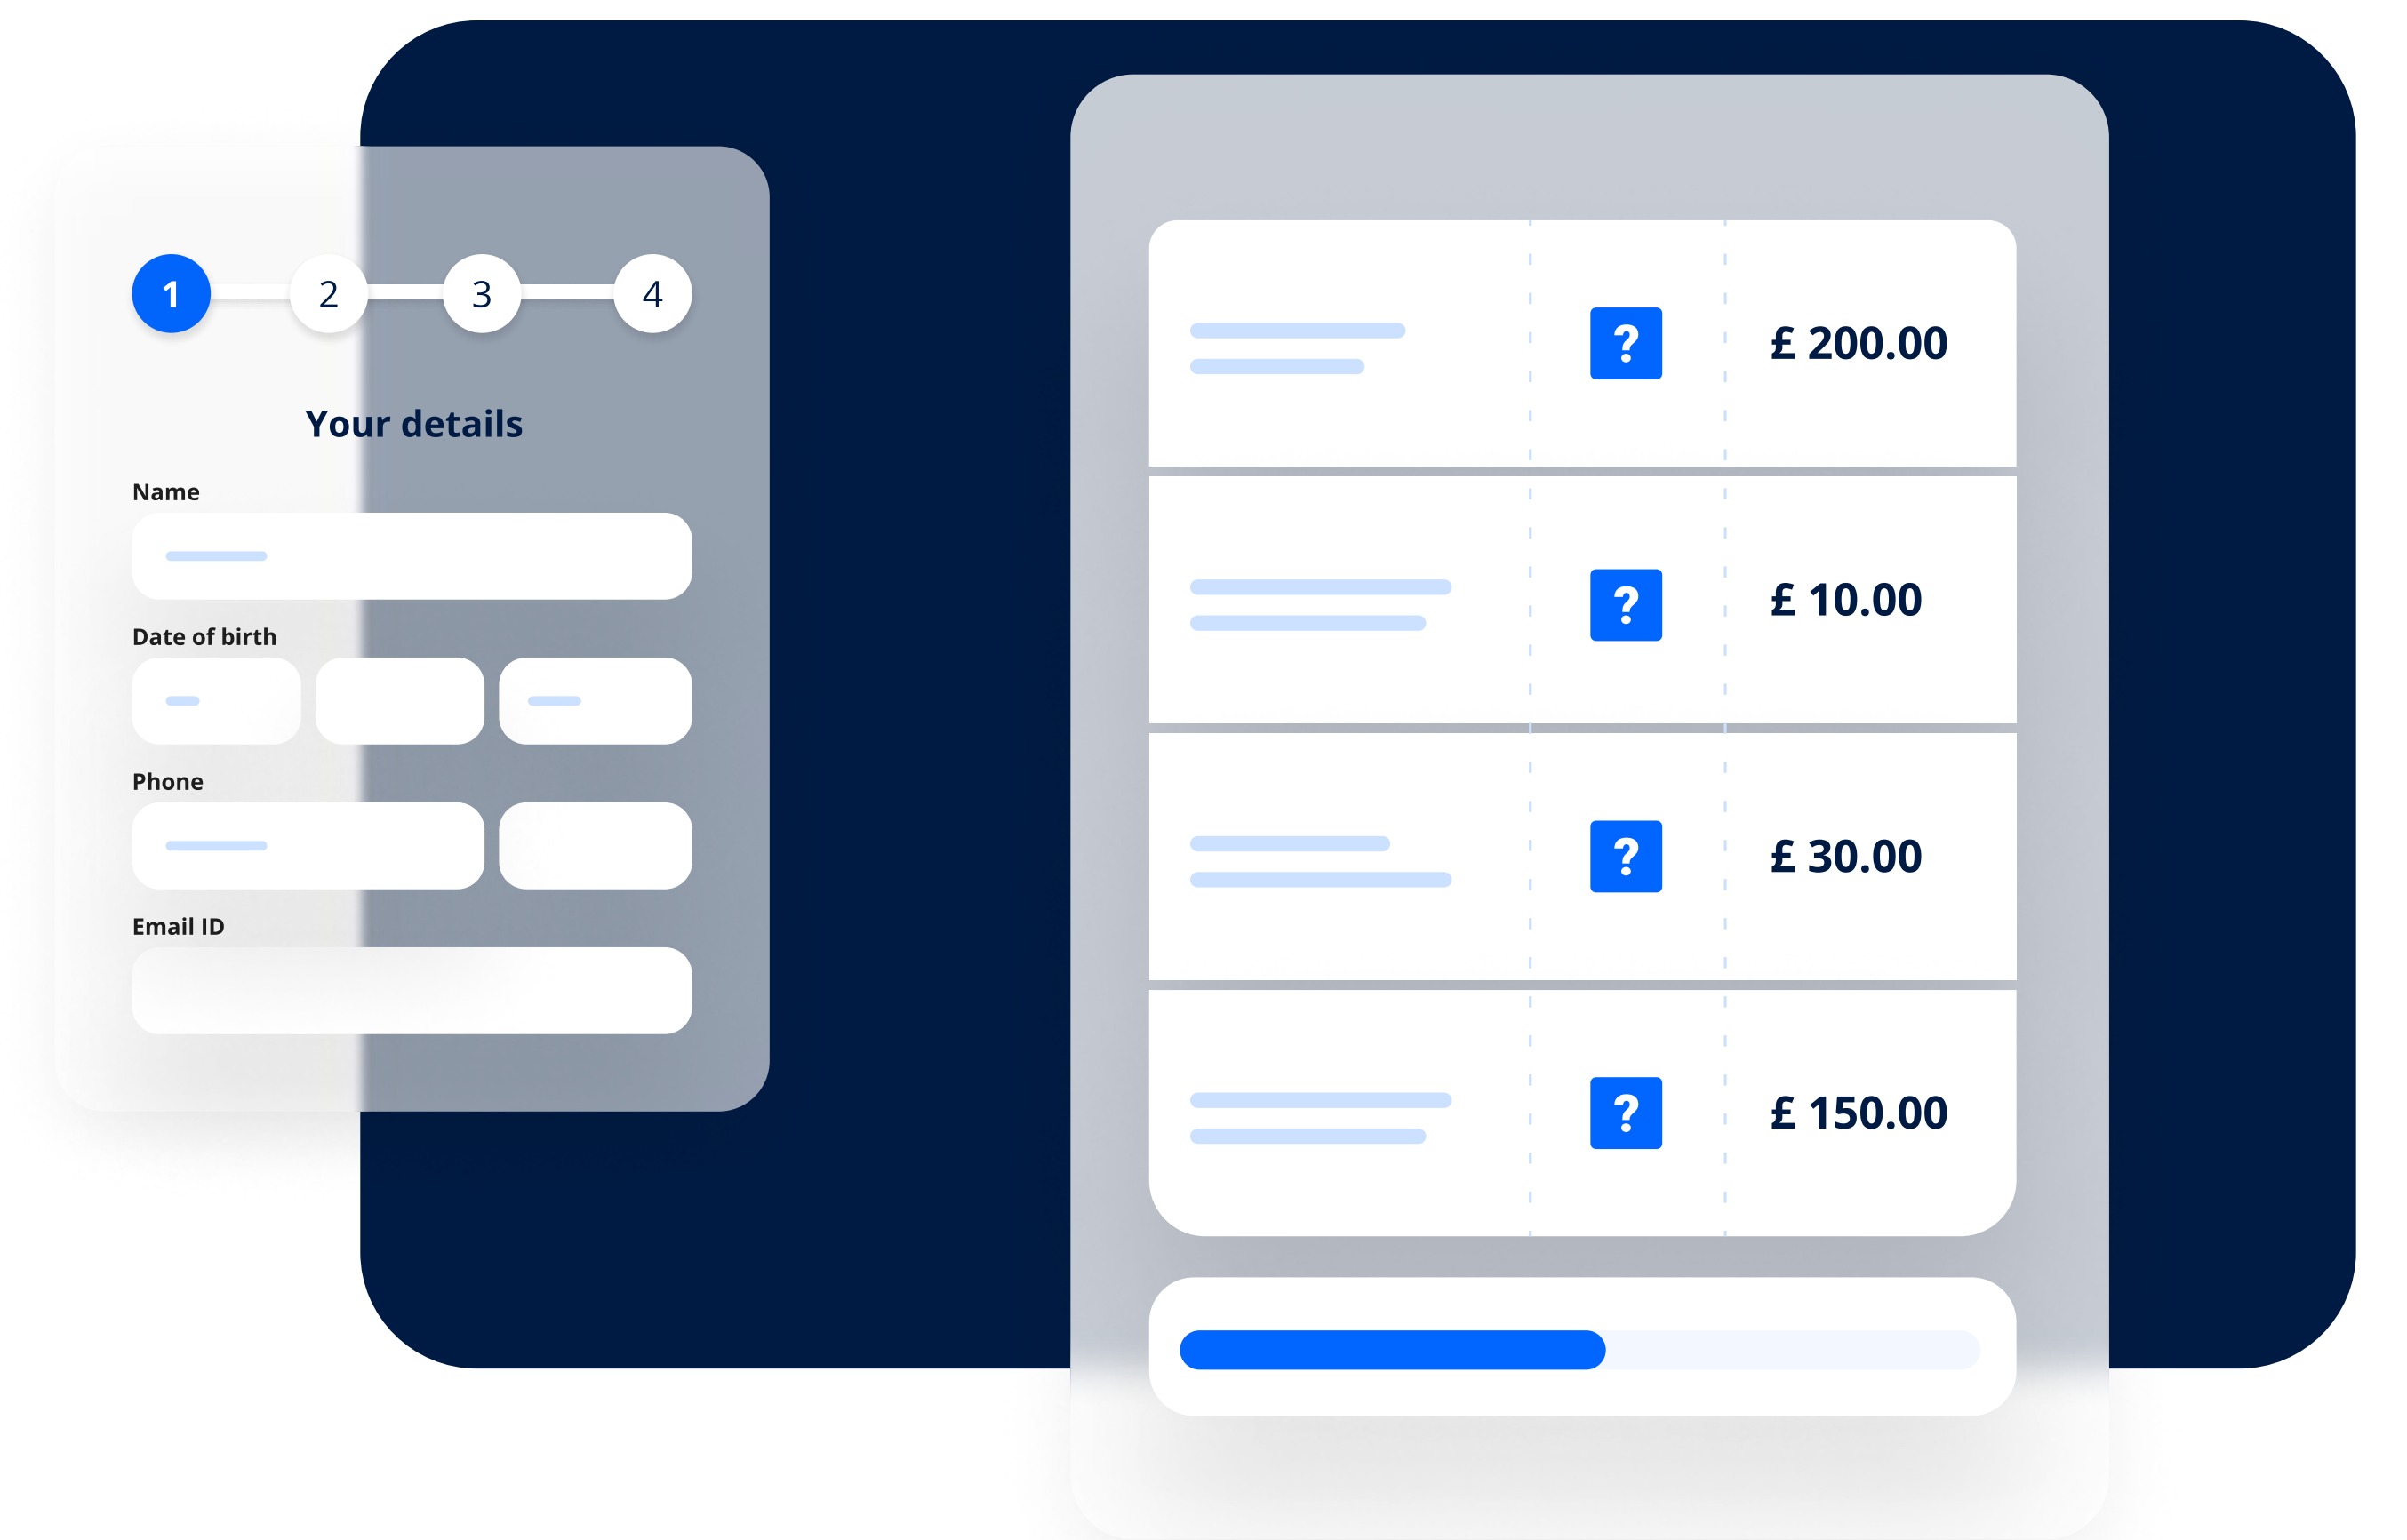 1 2 3 4
Your details
Name
Date of birth
Phone
Email ID
? £ 200.00
? £ 10.00
? £ 30.00
? £ 150.00